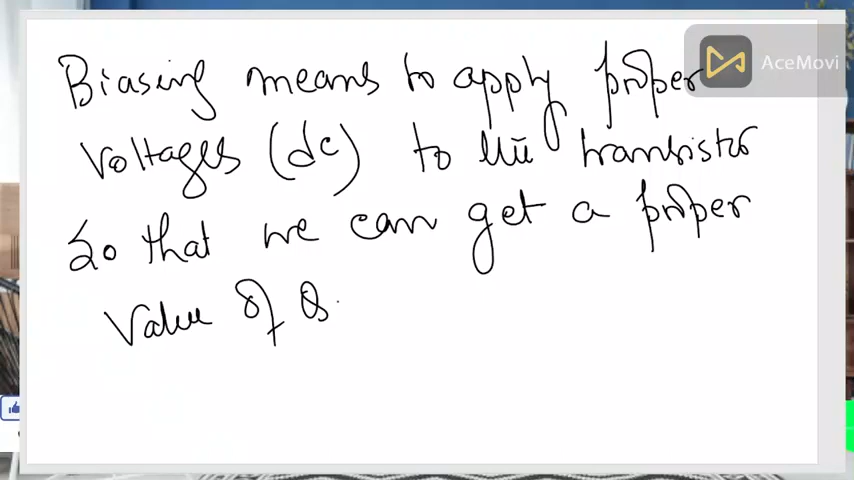 Biasing means to apply proper
AceMovi
voltages (dc) to the transistor
so that we can get a proper
value of Q